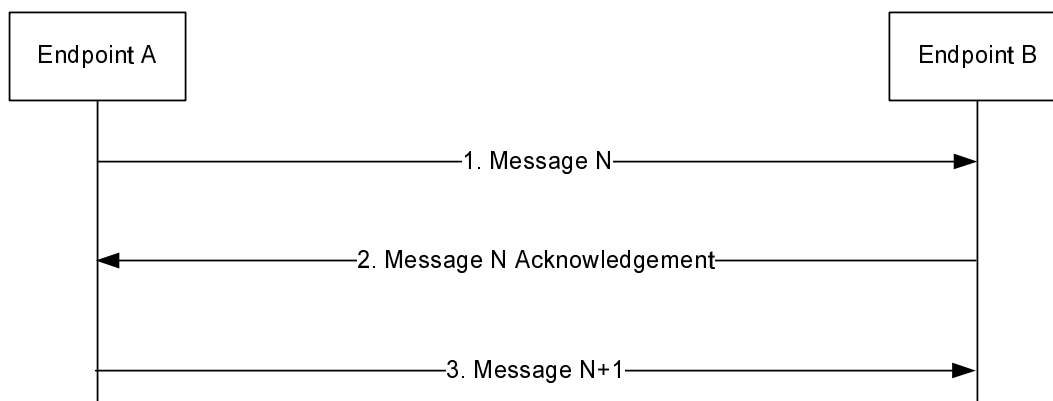 Endpoint A
Endpoint B
1. Message N
2. Message N Acknowledgement
3. Message N+1